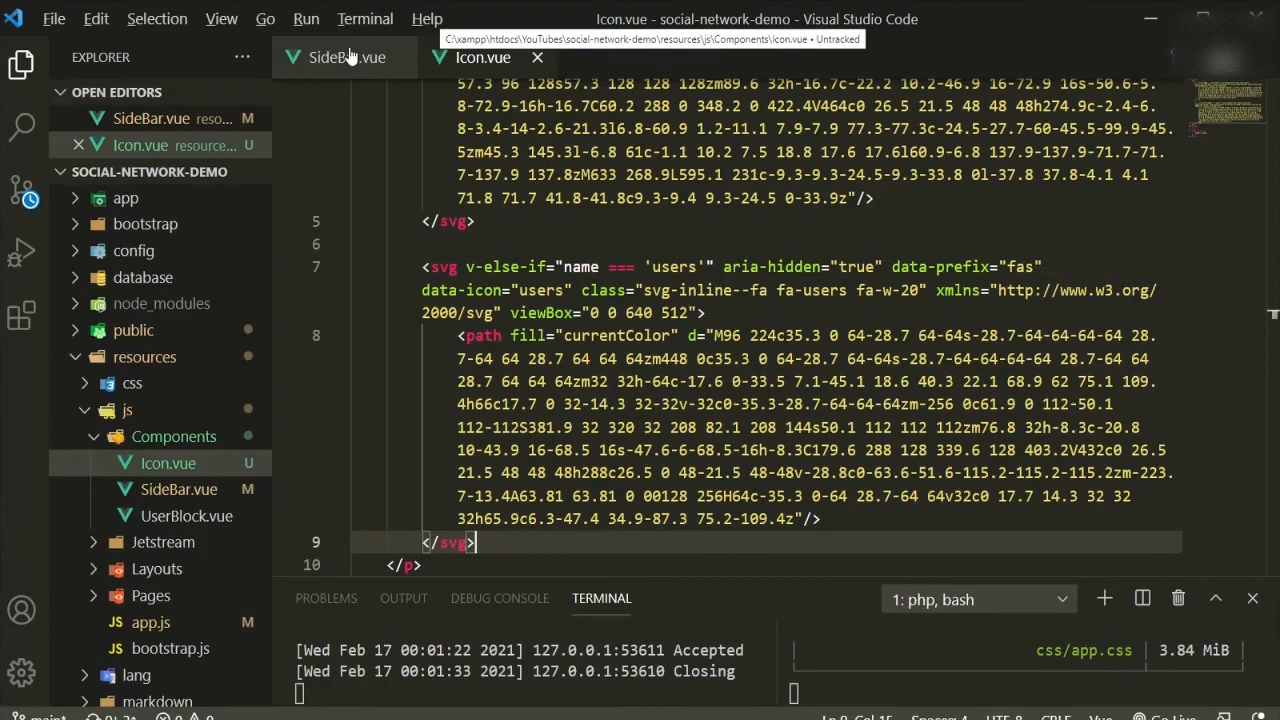 File Edit Selection View Go Run Terminal Help Icon.vue - social-network-demo - Visual Studio Code
C:\xampp\htdocs\YouTubes\social-network-demo\resources\js\Components\Icon.vue • Untracked
EXPLORER
SideBar.vue
Icon.vue
OPEN EDITORS
SideBar.vue reso... M
Icon.vue resource... U
SOCIAL-NETWORK-DEMO
app
bootstrap
config
database
node_modules
public
resources
css
js
Components
Icon.vue U
SideBar.vue M
UserBlock.vue
Jetstream
Layouts
Pages
app.js M
bootstrap.js
lang
markdown
57.3 96 128s57.3 128 128 128zm89.6 32h-16.7c-22.2 10.2-46.9 16-72.9 16s-50.6-5.
8-72.9-16h-16.7C60.2 288 0 348.2 0 422.4V464c0 26.5 21.5 48 48 48h274.9c-2.4-6.
8-3.4-14-2.6-21.3l6.8-60.9 1.2-11.1 7.9-7.9 77.3-77.3c-24.5-27.7-60-45.5-99.9-45.
5zm45.3 145.3l-6.8 61c-1.1 10.2 7.5 18.8 17.6 17.6l60.9-6.8 137.9-137.9-71.7-71.
7-137.9 137.8zM633 268.9L595.1 231c-9.3-9.3-24.5-9.3-33.8 0l-37.8 37.8-4.1 4.1
71.8 71.7 41.8-41.8c9.3-9.4 9.3-24.5 0-33.9z"/>
5 </svg>
6
7 <svg v-else-if="name === 'users'" aria-hidden="true" data-prefix="fas"
data-icon="users" class="svg-inline--fa fa-users fa-w-20" xmlns="http://www.w3.org/
2000/svg" viewBox="0 0 640 512">
8 <path fill="currentColor" d="M96 224c35.3 0 64-28.7 64-64s-28.7-64-64-64-64 28.
7-64 64 28.7 64 64 64zm448 0c35.3 0 64-28.7 64-64s-28.7-64-64-64-64 28.7-64 64
28.7 64 64 64zm32 32h-64c-17.6 0-33.5 7.1-45.1 18.6 40.3 22.1 68.9 62 75.1 109.
4h66c17.7 0 32-14.3 32-32v-32c0-35.3-28.7-64-64-64zm-256 0c61.9 0 112-50.1
112-112S381.9 32 320 32 208 82.1 208 144s50.1 112 112 112zm76.8 32h-8.3c-20.8
10-43.9 16-68.5 16s-47.6-6-68.5-16h-8.3C179.6 288 128 339.6 128 403.2V432c0 26.5
21.5 48 48 48h288c26.5 0 48-21.5 48-48v-28.8c0-63.6-51.6-115.2-115.2-115.2zm-223.
7-13.4A63.81 63.81 0 00128 256H64c-35.3 0-64 28.7-64 64v32c0 17.7 14.3 32 32
32h65.9c6.3-47.4 34.9-87.3 75.2-109.4z"/>
9 </svg>
10 </p>
PROBLEMS OUTPUT DEBUG CONSOLE TERMINAL 1: php, bash
[Wed Feb 17 00:01:22 2021] 127.0.0.1:53611 Accepted
[Wed Feb 17 00:01:33 2021] 127.0.0.1:53610 Closing
css/app.css 3.84 MiB